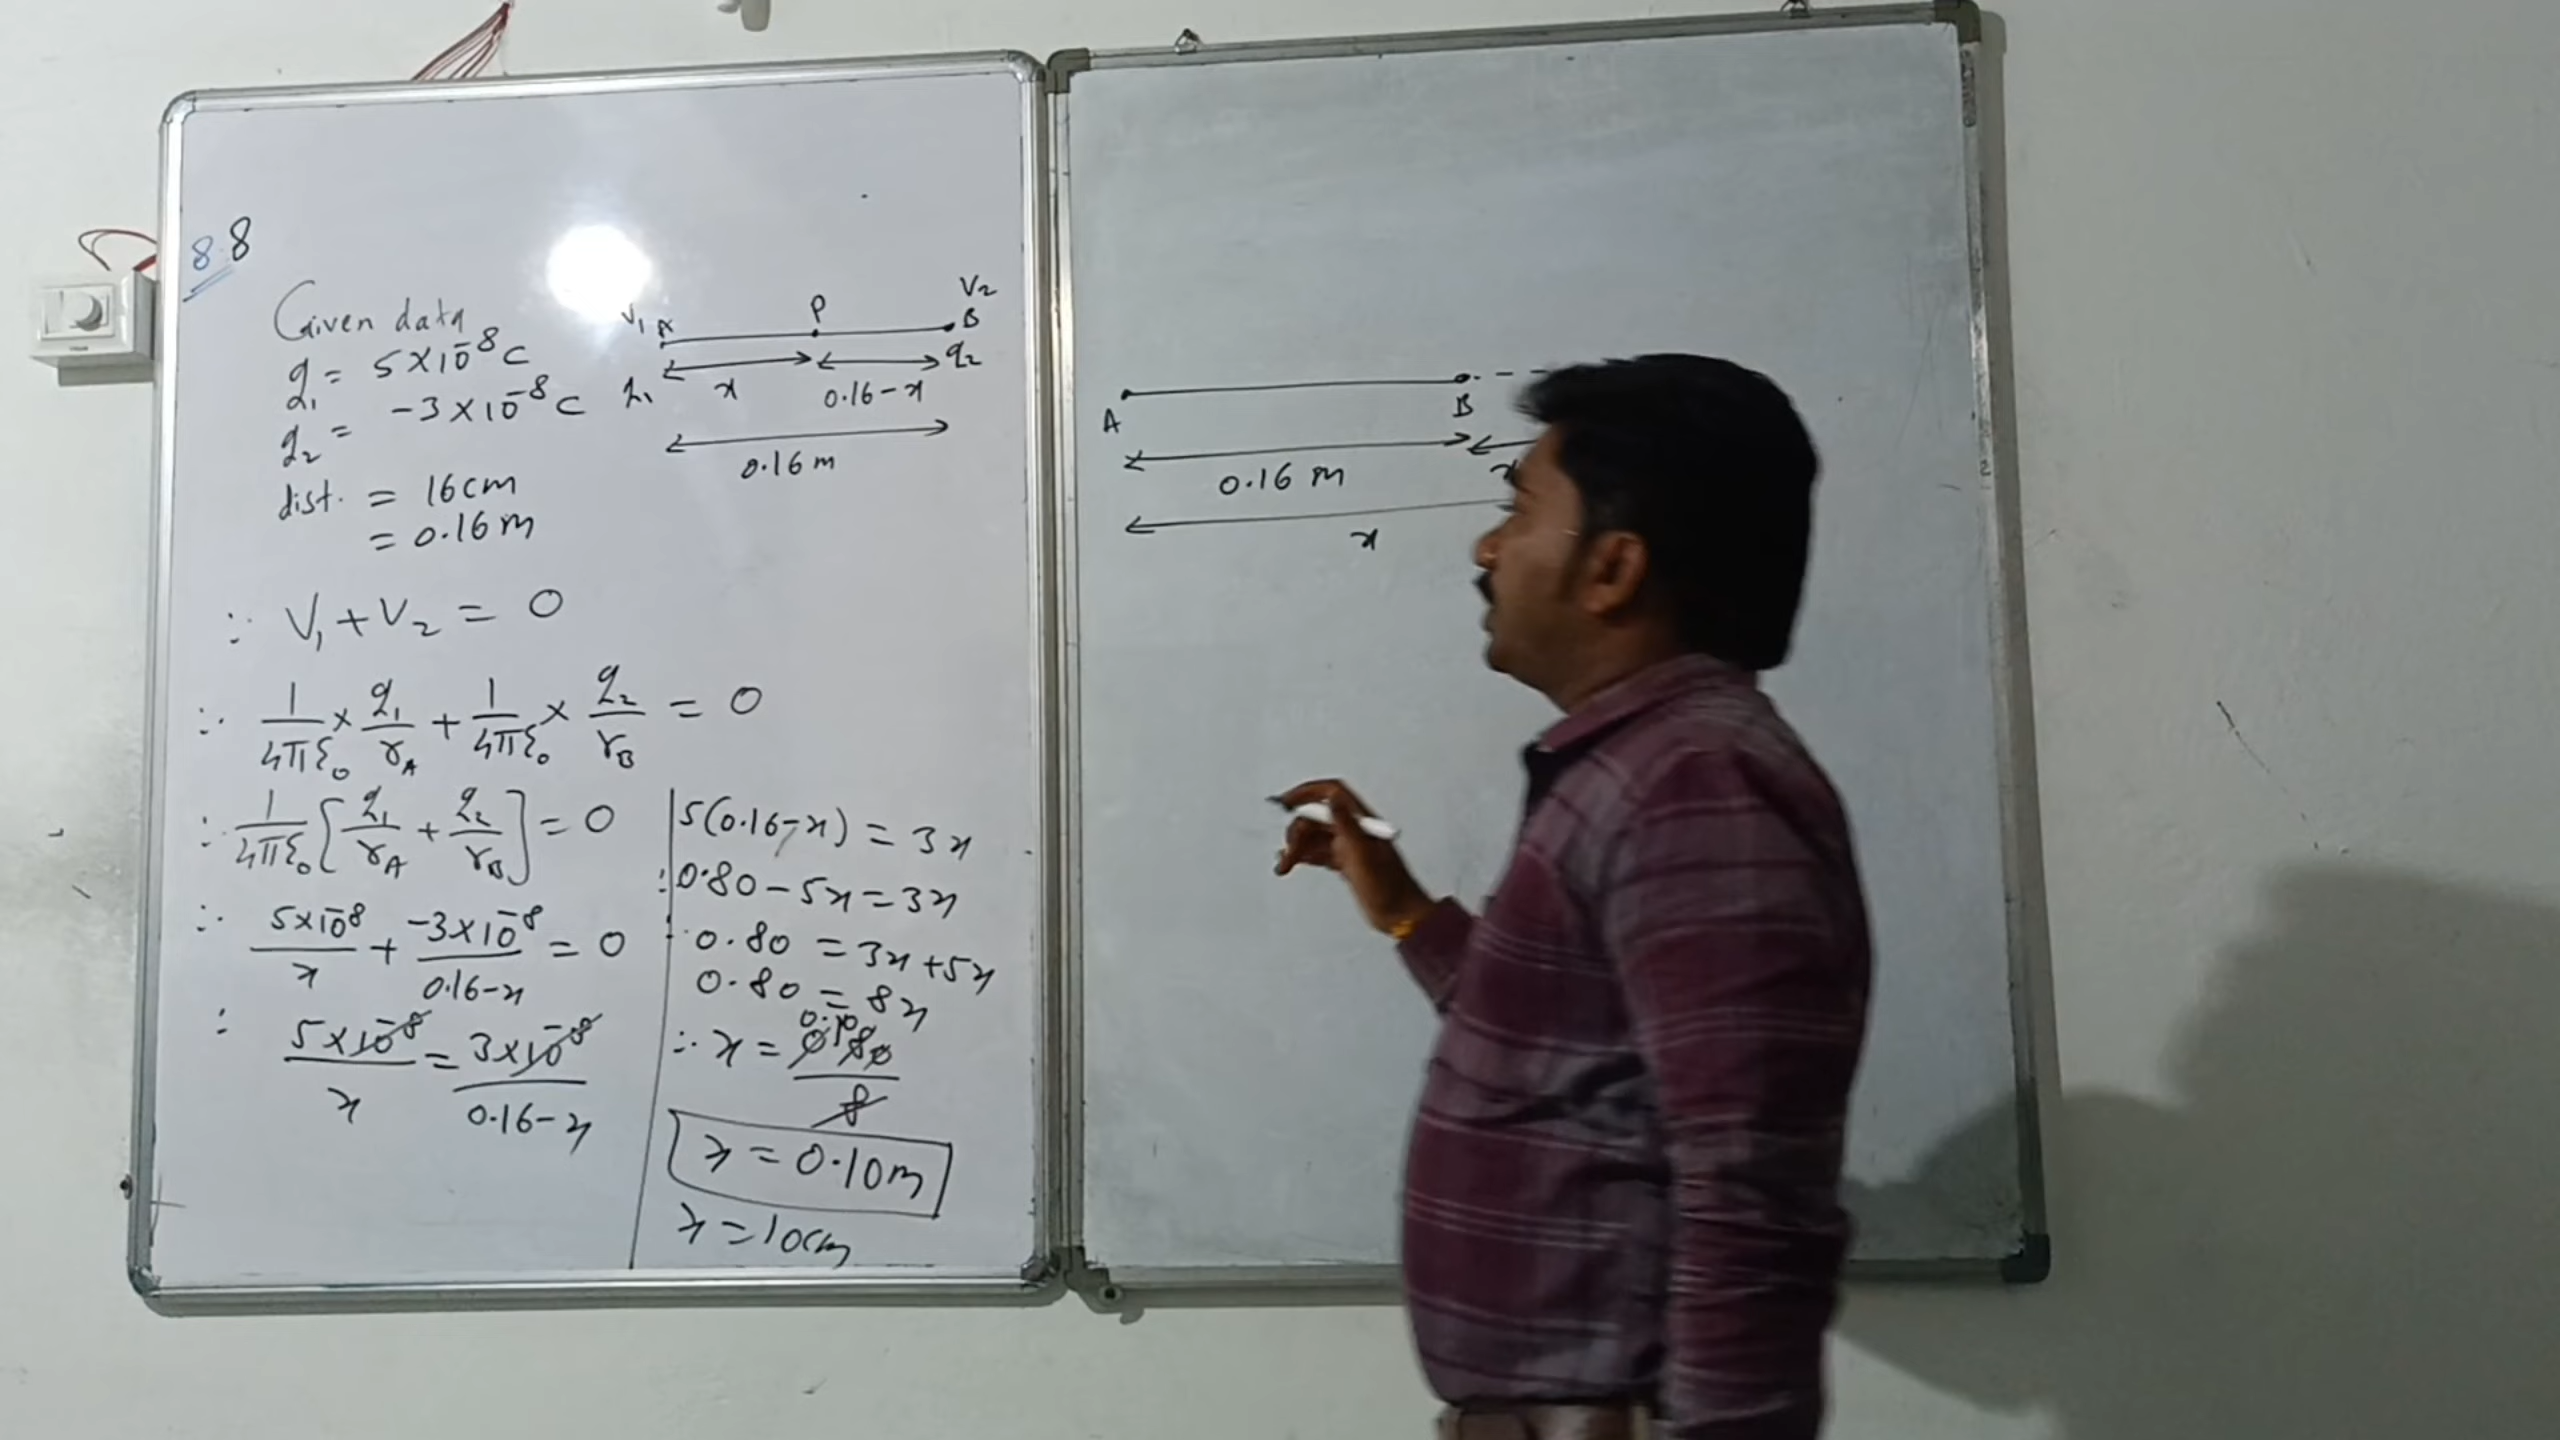 8.8
Given data
q₁ = 5×10⁻⁸ C
q₂ = -3×10⁻⁸ C
dist. = 16cm
= 0.16m
V₁ A P V₂ B
q₁ x 0.16-x q₂
0.16m
∴ V₁ + V₂ = 0
∴ 1/4πε₀ × q₁/r_A + 1/4πε₀ × q₂/r_B = 0
∴ 1/4πε₀ [q₁/r_A + q₂/r_B] = 0
∴ 5×10⁻⁸/x + -3×10⁻⁸/0.16-x = 0
∴ 5×10⁻⁸/x = 3×10⁻⁸/0.16-x
5(0.16-x) = 3x
∴ 0.80-5x = 3x
∴ 0.80 = 3x+5x
0.80 = 8x
0.10
∴ x = 0.80/8
x = 0.10m
x = 10cm
A B
0.16 m
x